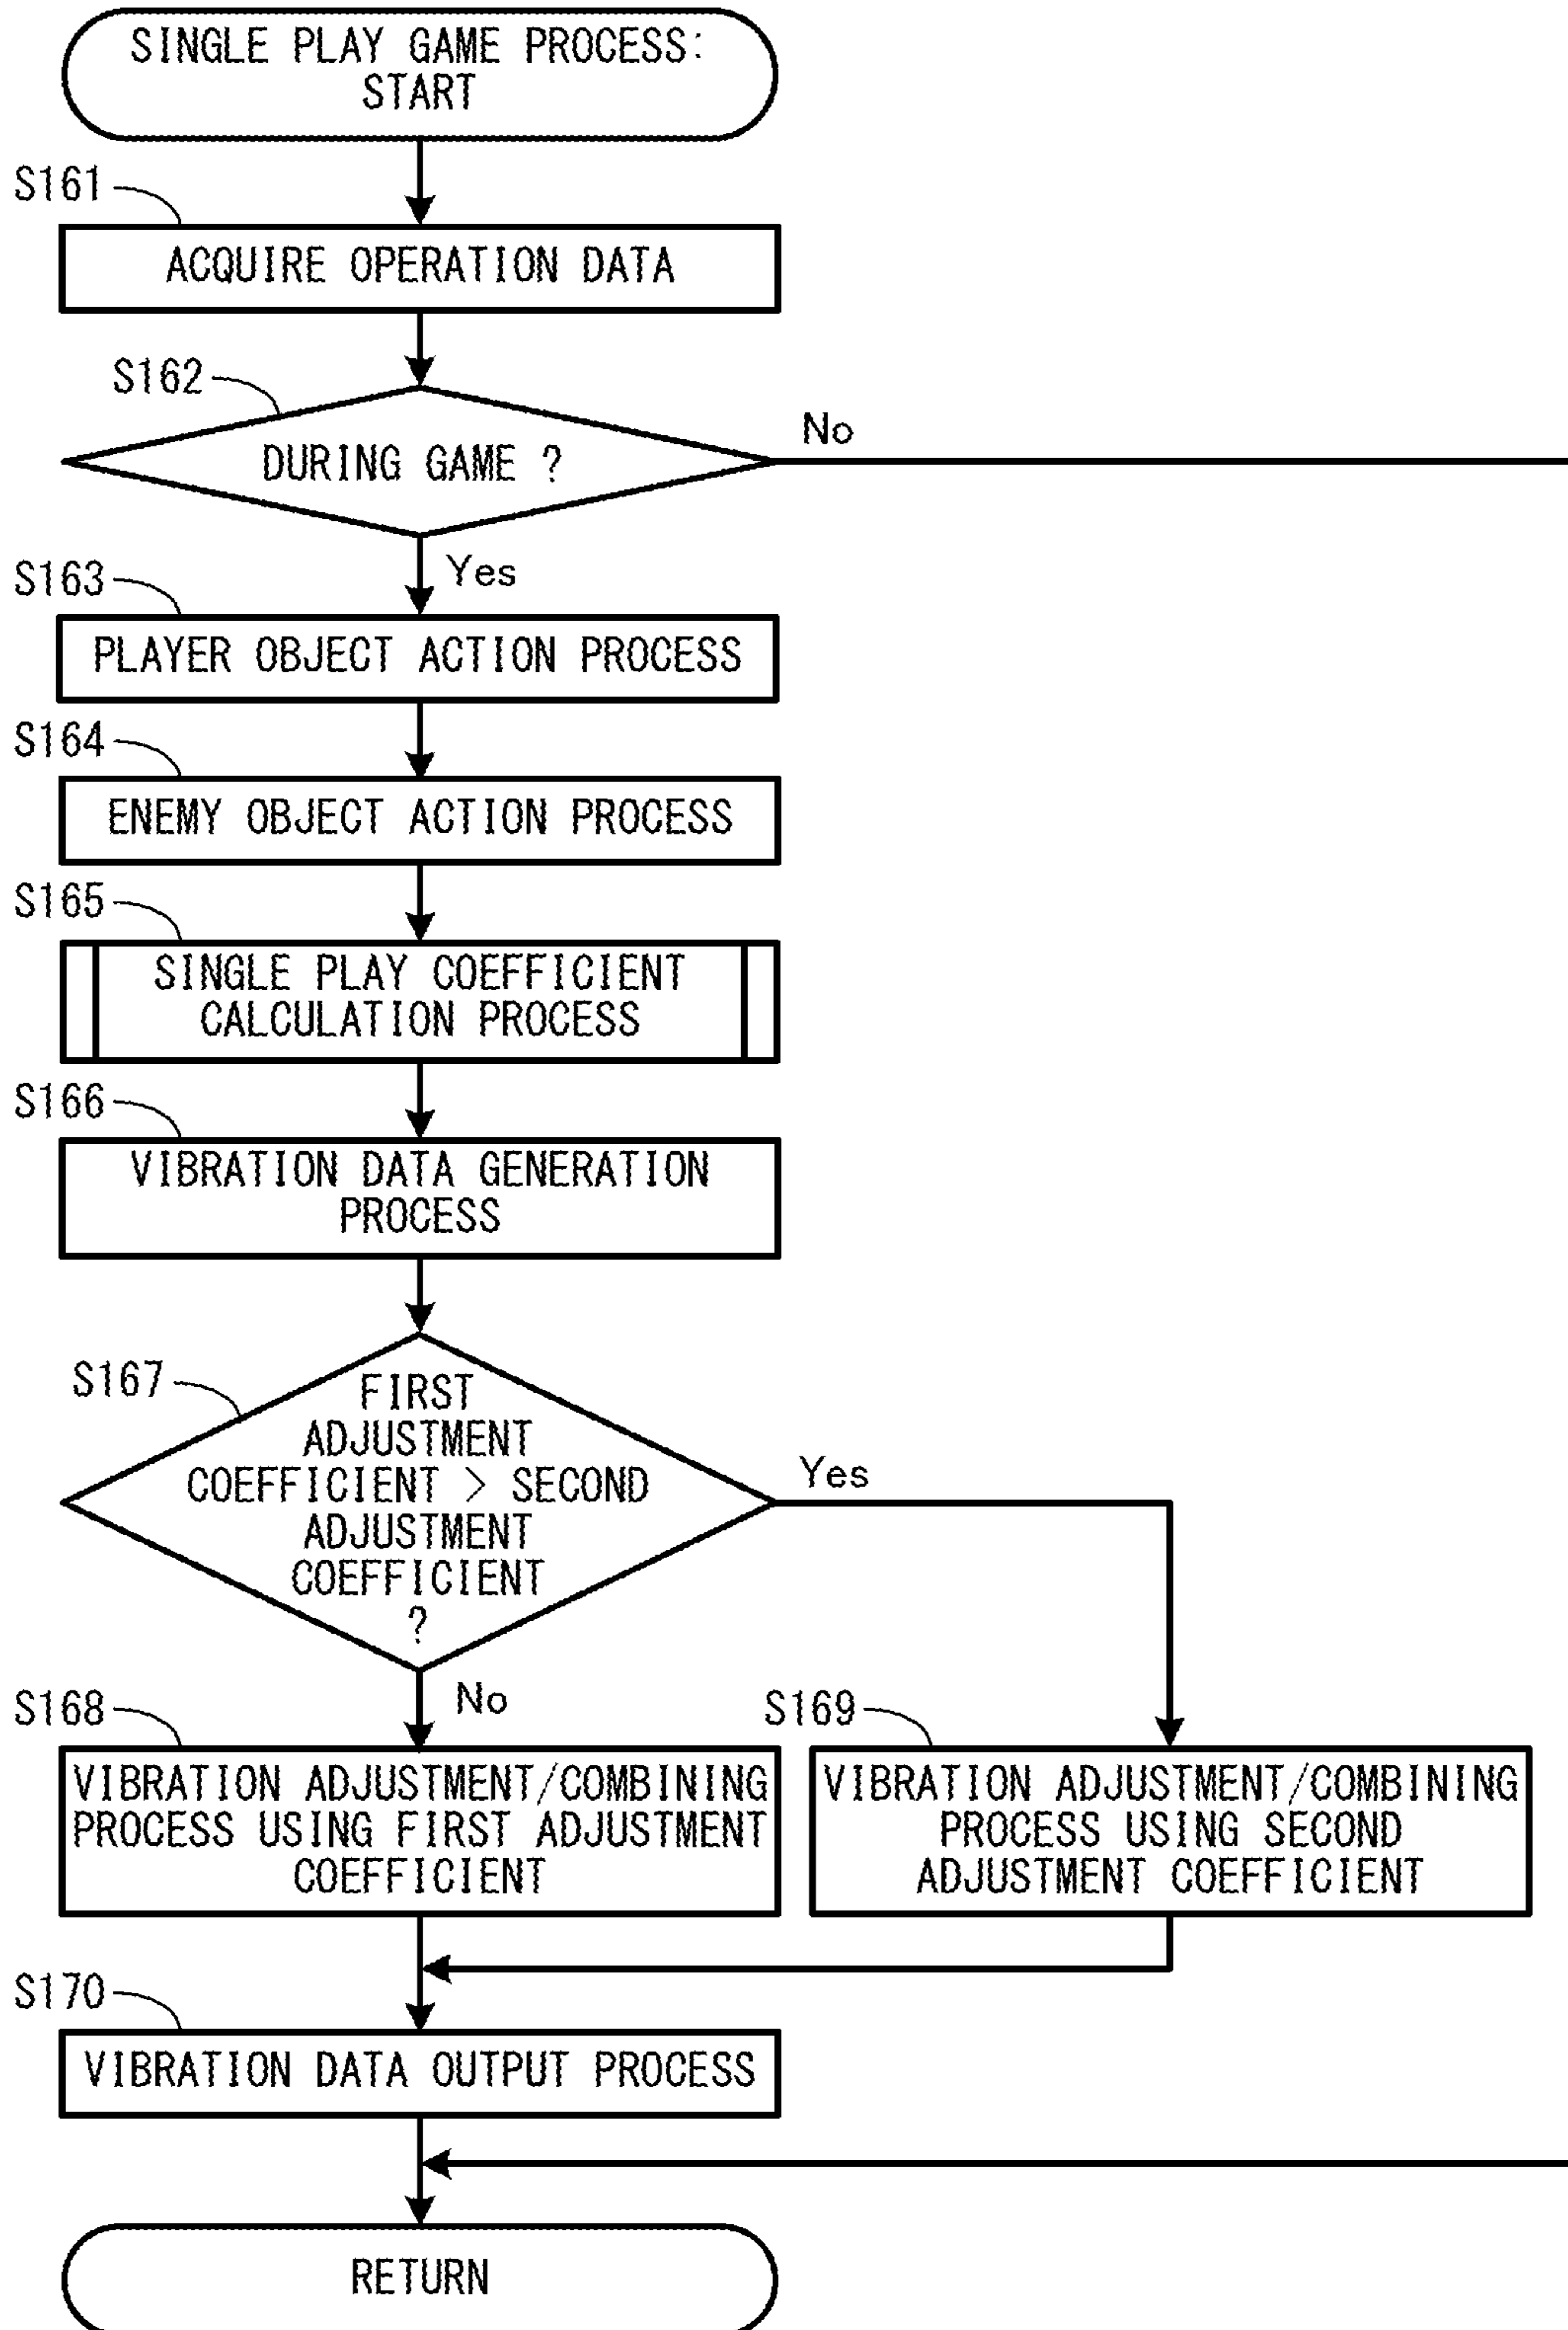 SINGLE PLAY GAME PROCESS:
START
S161
ACQUIRE OPERATION DATA
S162
DURING GAME ?
No
Yes
S163
PLAYER OBJECT ACTION PROCESS
S164
ENEMY OBJECT ACTION PROCESS
S165
SINGLE PLAY COEFFICIENT
CALCULATION PROCESS
S166
VIBRATION DATA GENERATION
PROCESS
S167
FIRST
ADJUSTMENT
COEFFICIENT > SECOND
ADJUSTMENT
COEFFICIENT
?
Yes
No
S168
VIBRATION ADJUSTMENT/COMBINING
PROCESS USING FIRST ADJUSTMENT
COEFFICIENT
S169
VIBRATION ADJUSTMENT/COMBINING
PROCESS USING SECOND
ADJUSTMENT COEFFICIENT
S170
VIBRATION DATA OUTPUT PROCESS
RETURN